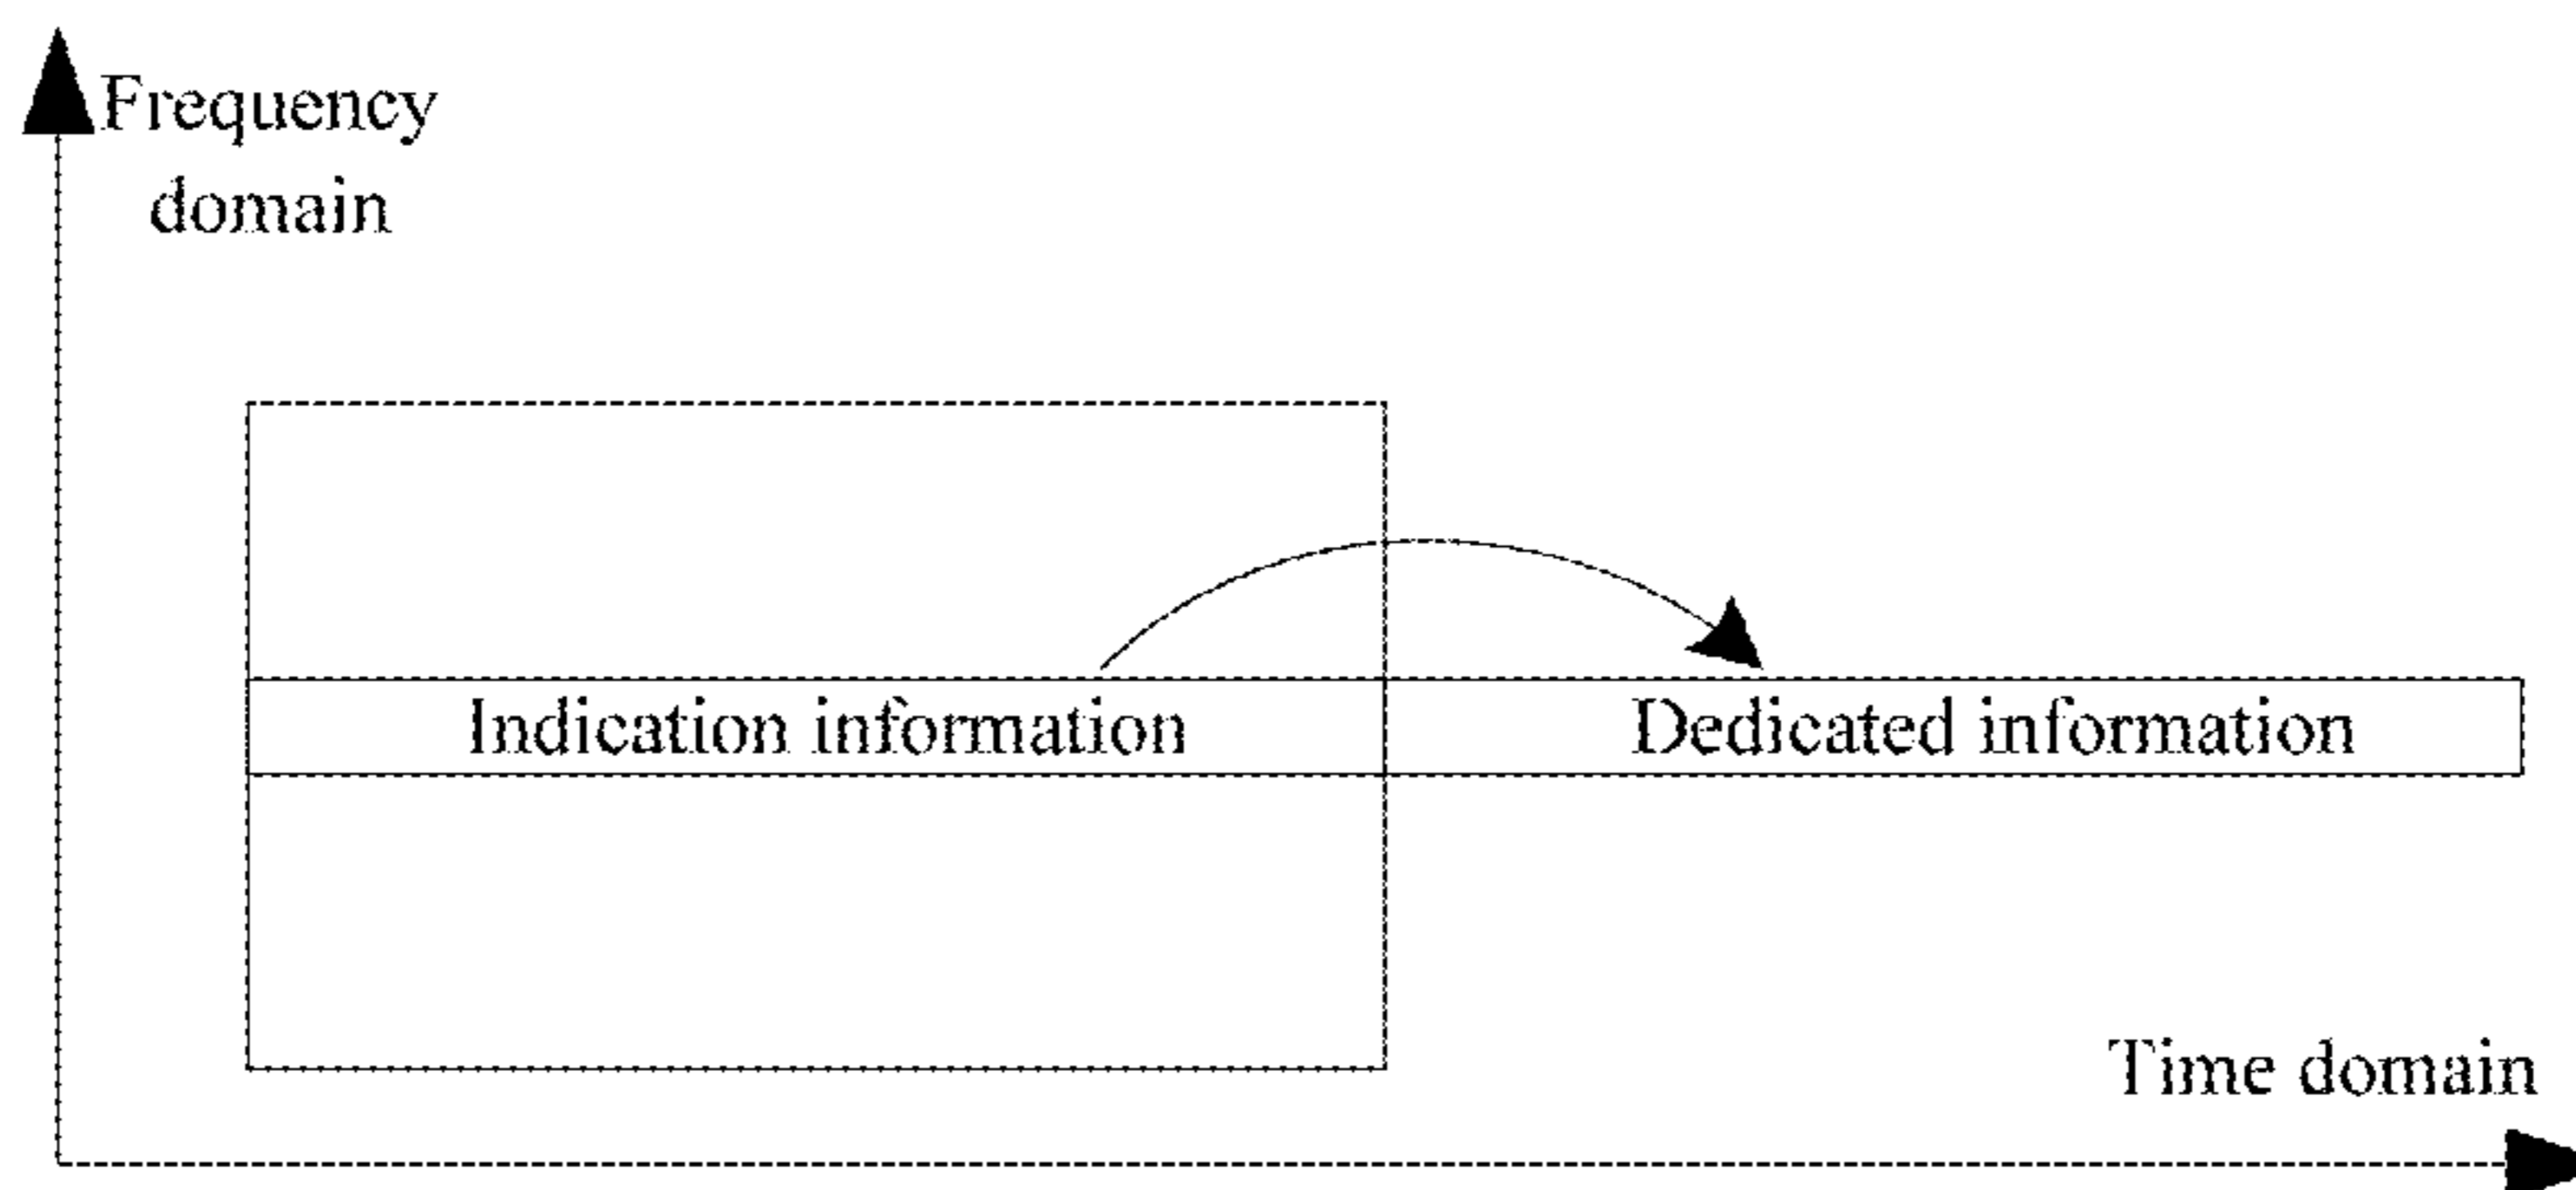 Frequency
domain
Indication information
Dedicated information
Time domain